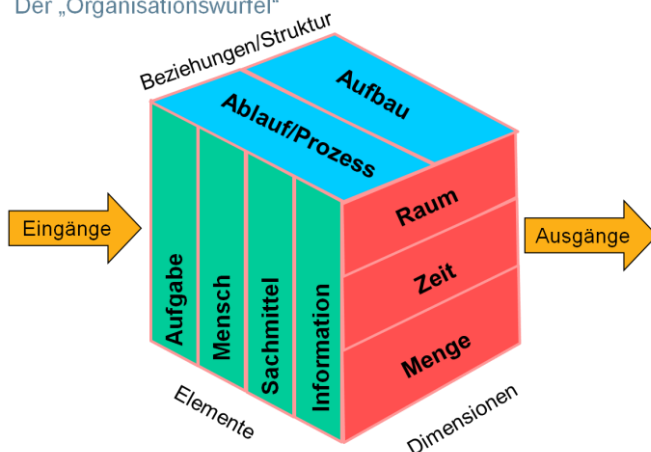 Der „Organisationswürfel“
Beziehungen/Struktur
Aufbau
Ablauf/Prozess
Eingänge
Aufgabe
Mensch
Sachmittel
Information
Raum
Zeit
Menge
Ausgänge
Elemente
Dimensionen